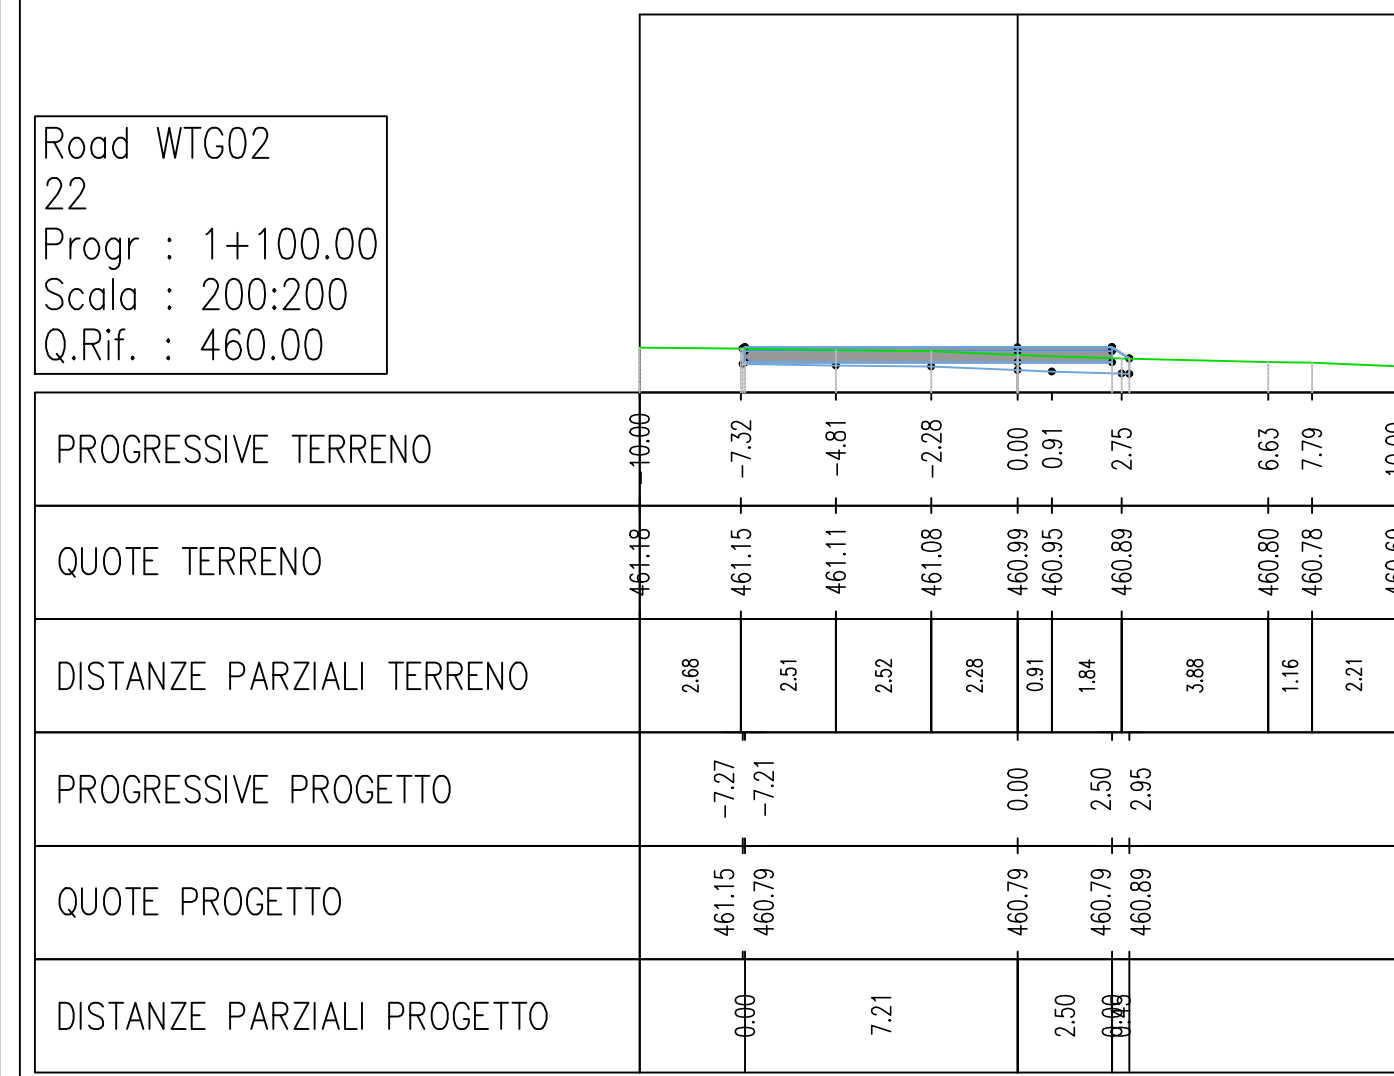 Road WTG02
22
Progr : 1+100.00
Scala : 200:200
Q.Rif. : 460.00
PROGRESSIVE TERRENO -10.00 -7.32 -4.81 -2.28 0.00 0.91 2.75 6.63 7.79 10.00
QUOTE TERRENO 461.18 461.15 461.11 461.08 460.99 460.95 460.89 460.80 460.78
DISTANZE PARZIALI TERRENO 2.68 2.51 2.52 2.28 0.91 1.84 3.88 1.16 2.21
PROGRESSIVE PROGETTO -7.27 -7.21 0.00 2.50 2.95
QUOTE PROGETTO 461.15 460.79 460.79 460.79 460.89
DISTANZE PARZIALI PROGETTO 0.00 7.21 2.50 0.00